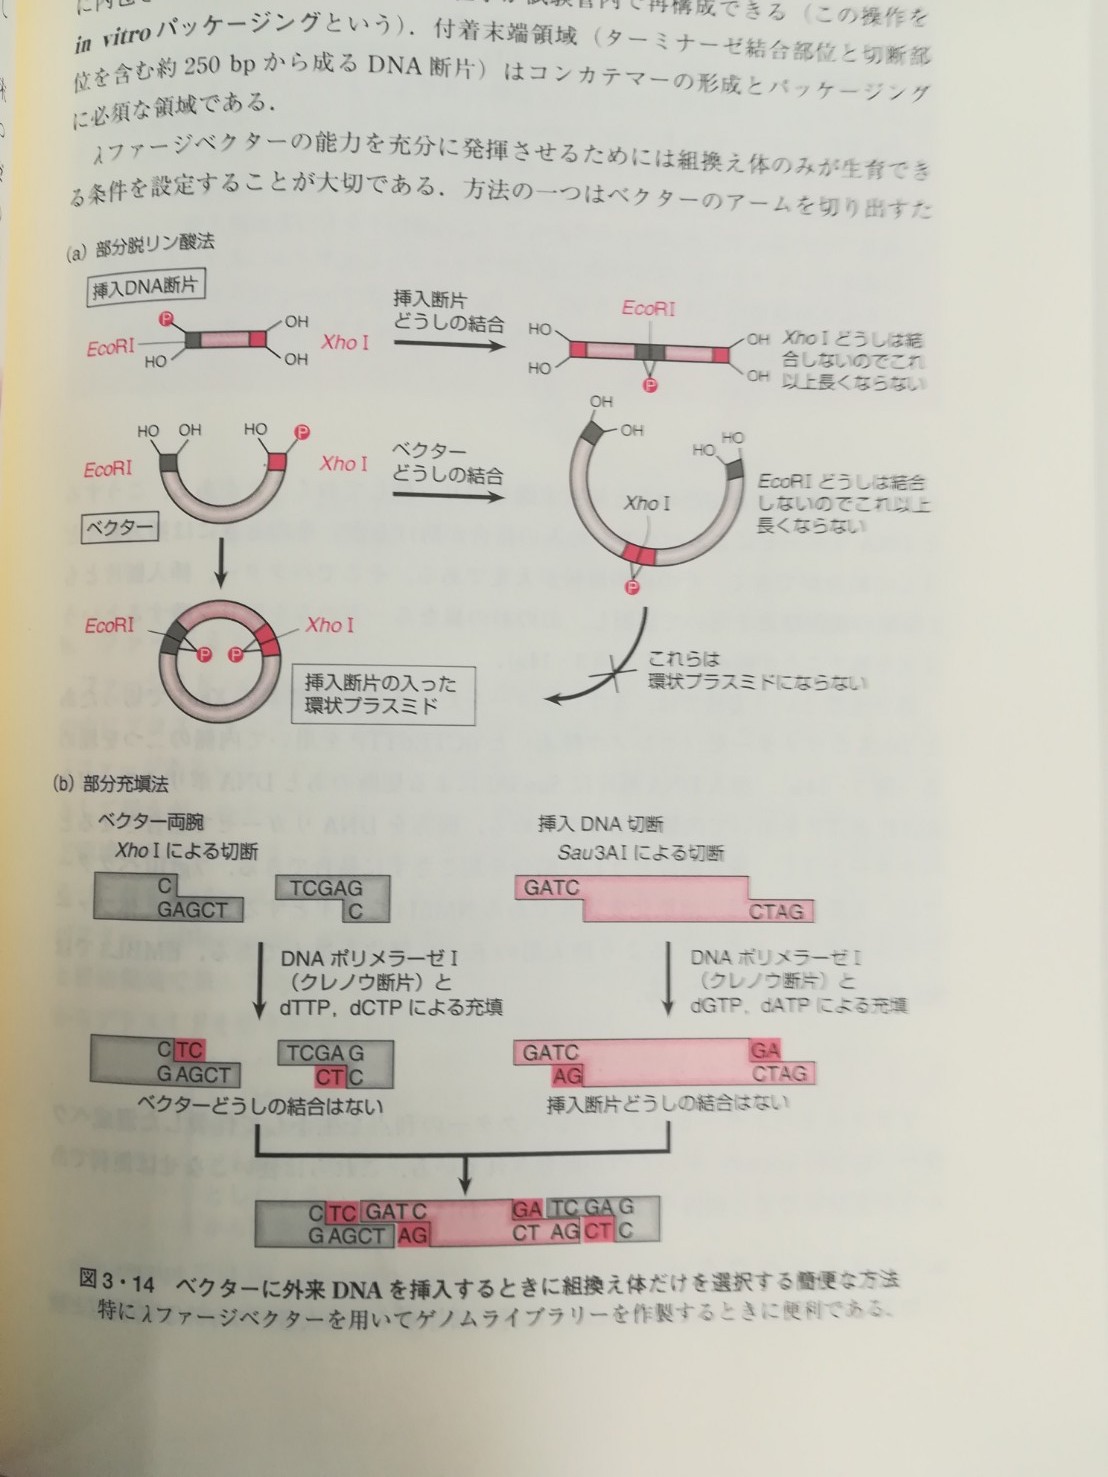 が試験管内で再構成できる（この操作を
in vitro パッケージングという）．付着末端領域（ターミナーゼ結合部位と切断部
位を含む約 250 bp から成る DNA 断片）はコンカテマーの形成とパッケージング
に必須な領域である．
λファージベクターの能力を充分に発揮させるためには組換え体のみが生育でき
る条件を設定することが大切である．方法の一つはベクターのアームを切り出すた
(a) 部分脱リン酸法
挿入DNA断片
P
OH
EcoRI
Xho I
HO
OH
挿入断片
どうしの結合
EcoRI
HO
OH
HO
OH
P
Xho I どうしは結
合しないのでこれ
以上長くならない
HO OH HO P
EcoRI
Xho I
ベクター
ベクター
どうしの結合
OH
OH
HO
HO
Xho I
P
EcoRI どうしは結合
しないのでこれ以上
長くならない
EcoRI
Xho I
P P
挿入断片の入った
環状プラスミド
これらは
環状プラスミドにならない
(b) 部分充塡法
ベクター両腕
Xho I による切断
挿入 DNA 切断
Sau3A I による切断
C
GAGCT
TCGAG
C
GATC
CTAG
DNA ポリメラーゼ I
（クレノウ断片）と
dTTP，dCTP による充填
DNA ポリメラーゼ I
（クレノウ断片）と
dGTP，dATP による充填
C TC
G AGCT
TCGA G
CT C
GATC
AG
GA
CTAG
ベクターどうしの結合はない
挿入断片どうしの結合はない
C TC GAT C GA TC GA G
G AGCT AG CT AG CT C
図 3・14 ベクターに外来 DNA を挿入するときに組換え体だけを選択する簡便な方法
特に λ ファージベクターを用いてゲノムライブラリーを作製するときに便利である．